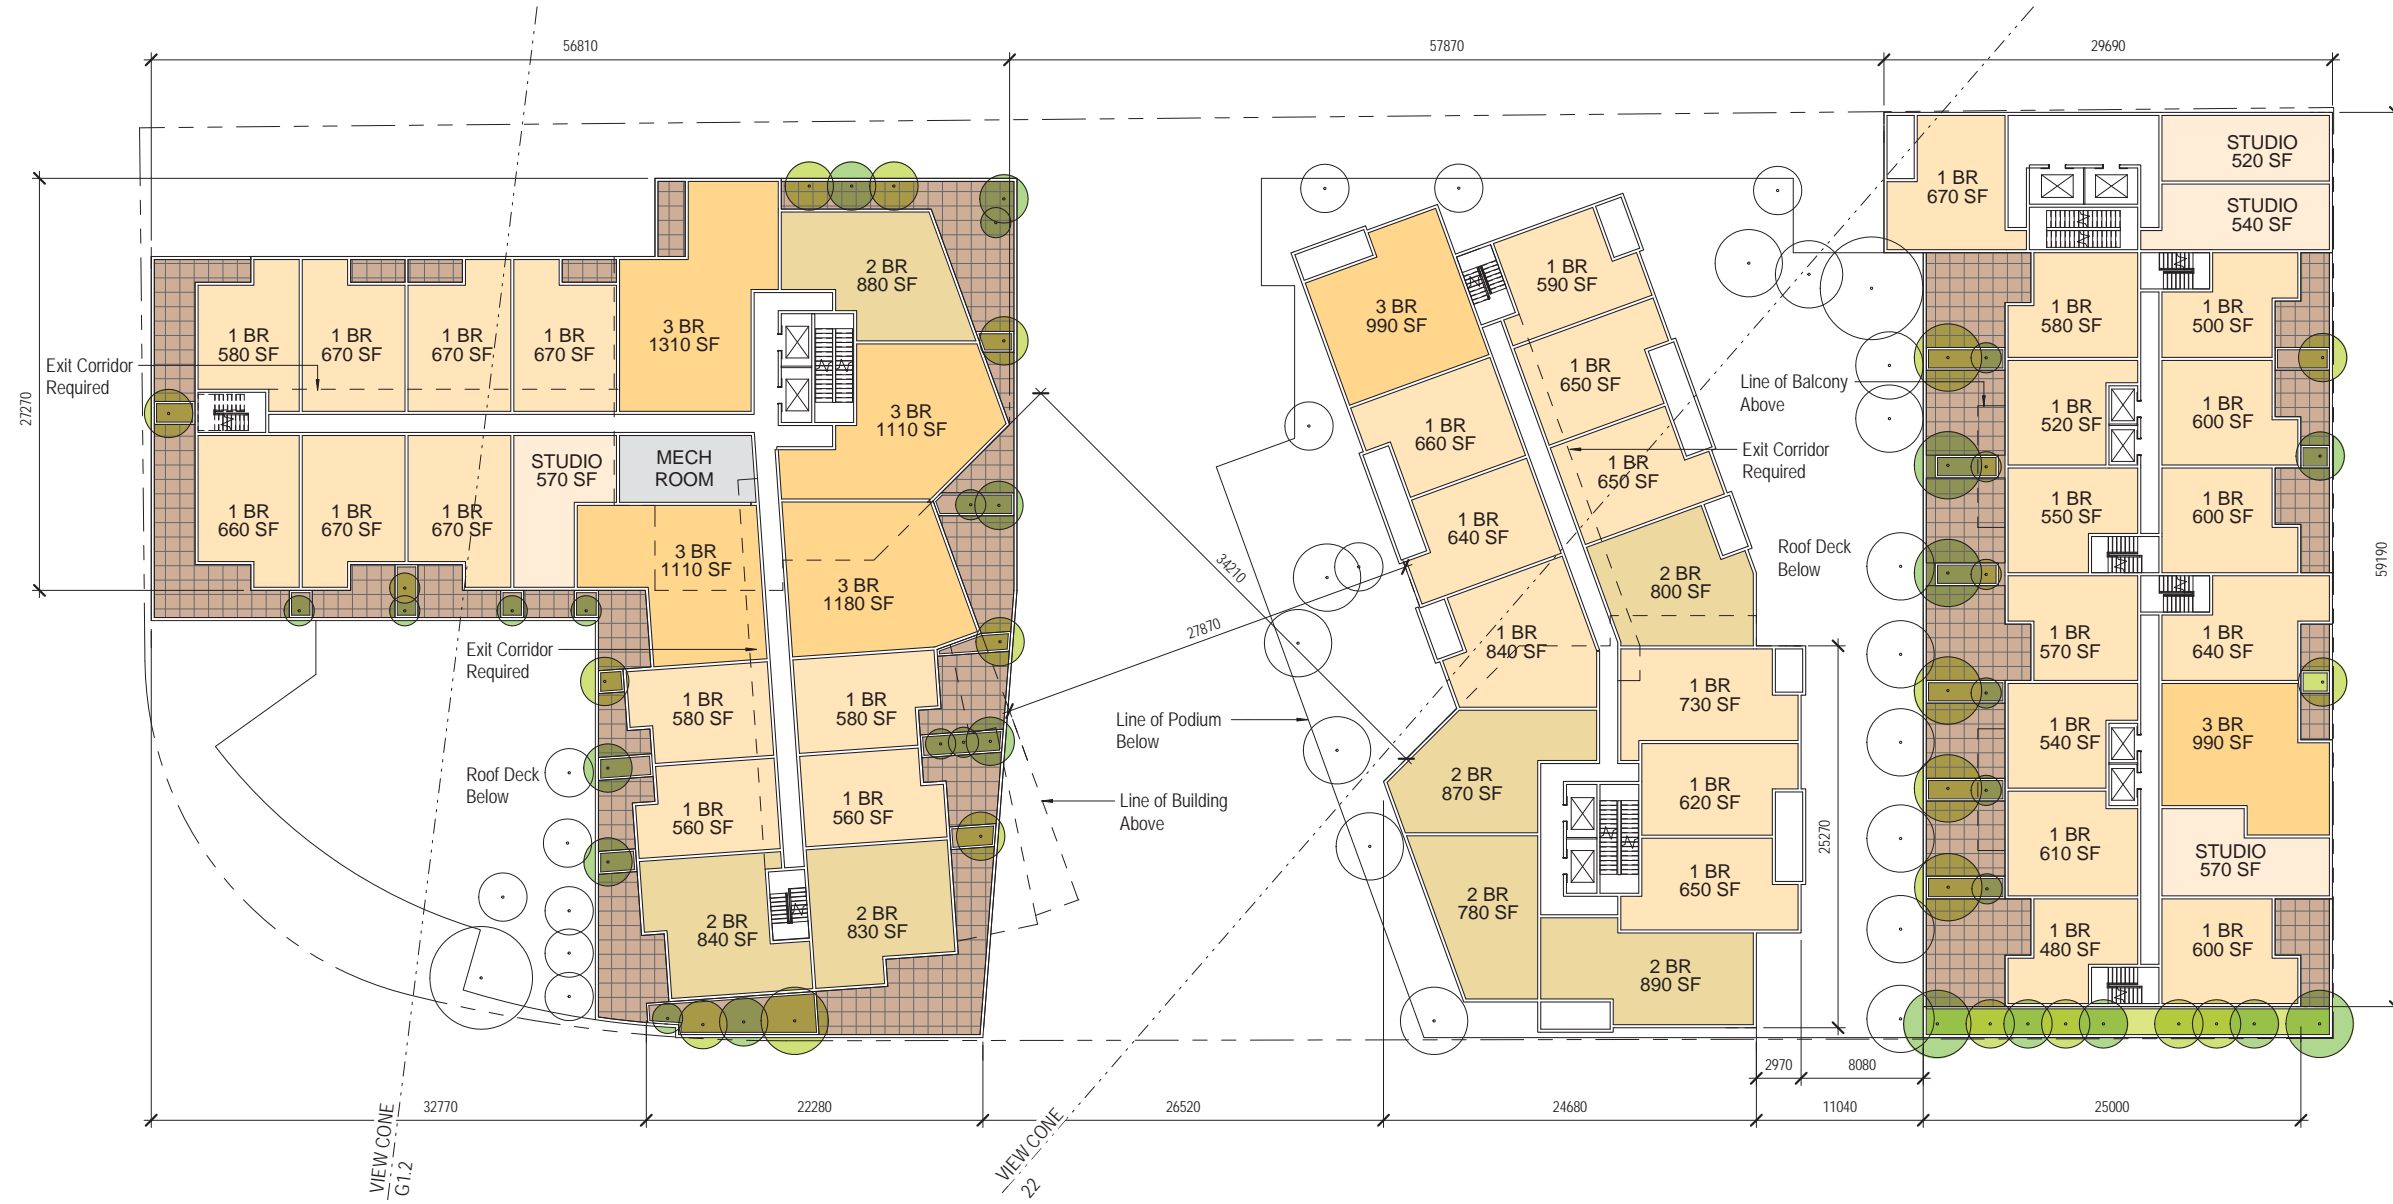 56810
57870
29690
27270
59190
34210
27870
25270
2970
8080
32770
22280
26520
24680
11040
25000
Exit Corridor
Required
1 BR
580 SF
1 BR
670 SF
1 BR
670 SF
1 BR
670 SF
3 BR
1310 SF
2 BR
880 SF
3 BR
1110 SF
1 BR
660 SF
1 BR
670 SF
1 BR
670 SF
STUDIO
570 SF
MECH
ROOM
3 BR
1110 SF
3 BR
1180 SF
Exit Corridor
Required
1 BR
580 SF
1 BR
580 SF
1 BR
560 SF
1 BR
560 SF
2 BR
840 SF
2 BR
830 SF
Roof Deck
Below
Line of Building
Above
Line of Podium
Below
VIEW CONE
G1.2
VIEW CONE
22
3 BR
990 SF
1 BR
590 SF
1 BR
650 SF
1 BR
660 SF
1 BR
650 SF
1 BR
640 SF
2 BR
800 SF
1 BR
840 SF
1 BR
730 SF
2 BR
870 SF
1 BR
620 SF
2 BR
780 SF
1 BR
650 SF
2 BR
890 SF
Line of Balcony
Above
Exit Corridor
Required
Roof Deck
Below
1 BR
670 SF
STUDIO
520 SF
STUDIO
540 SF
1 BR
580 SF
1 BR
500 SF
1 BR
520 SF
1 BR
600 SF
1 BR
550 SF
1 BR
600 SF
1 BR
570 SF
1 BR
640 SF
1 BR
540 SF
3 BR
990 SF
1 BR
610 SF
STUDIO
570 SF
1 BR
480 SF
1 BR
600 SF